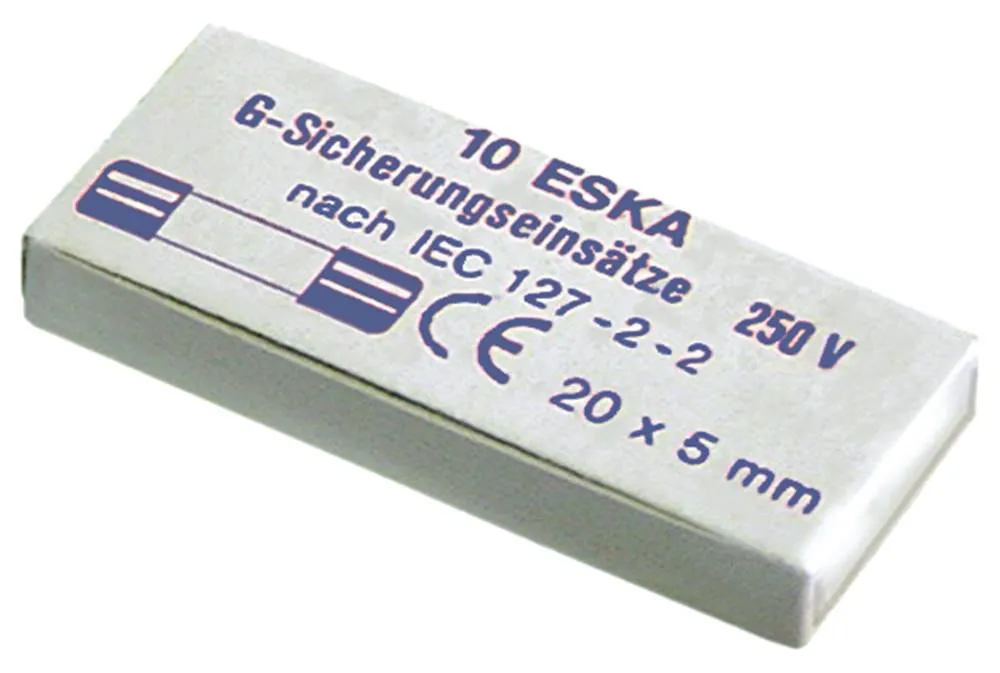 10 ESKA
G-Sicherungseinsätze 250 V
nach IEC 127-2-2
CE 20 x 5 mm